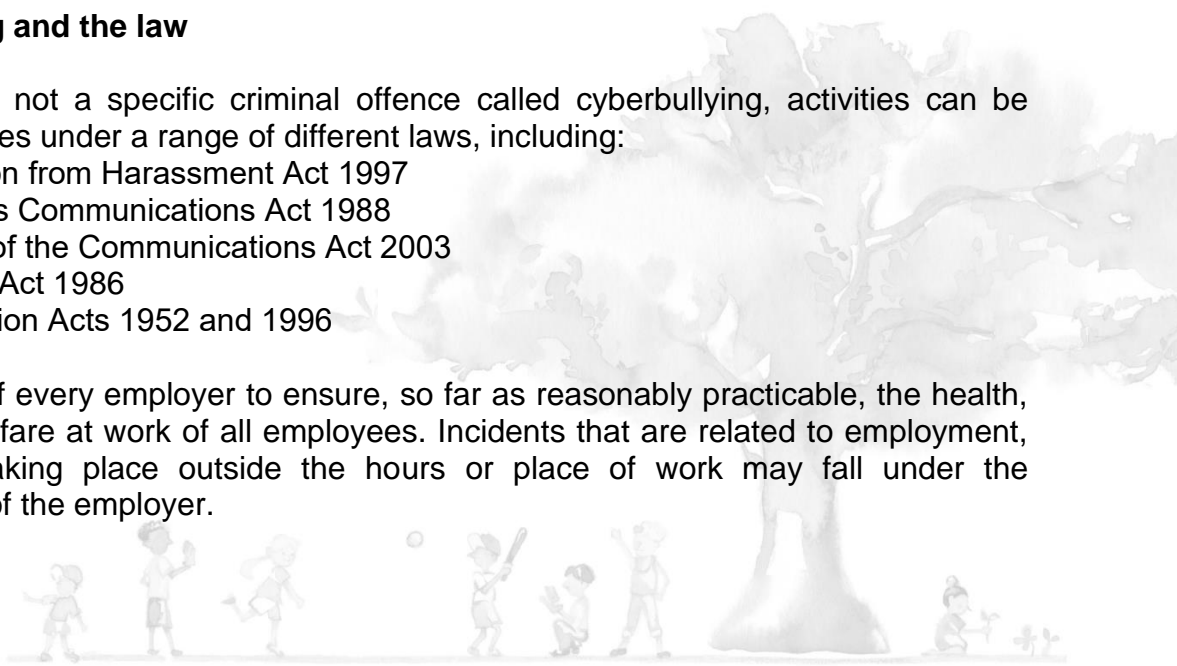 g and the law
not a specific criminal offence called cyberbullying, activities can be
es under a range of different laws, including:
on from Harassment Act 1997
s Communications Act 1988
of the Communications Act 2003
Act 1986
ion Acts 1952 and 1996
f every employer to ensure, so far as reasonably practicable, the health,
fare at work of all employees. Incidents that are related to employment,
aking place outside the hours or place of work may fall under the
of the employer.